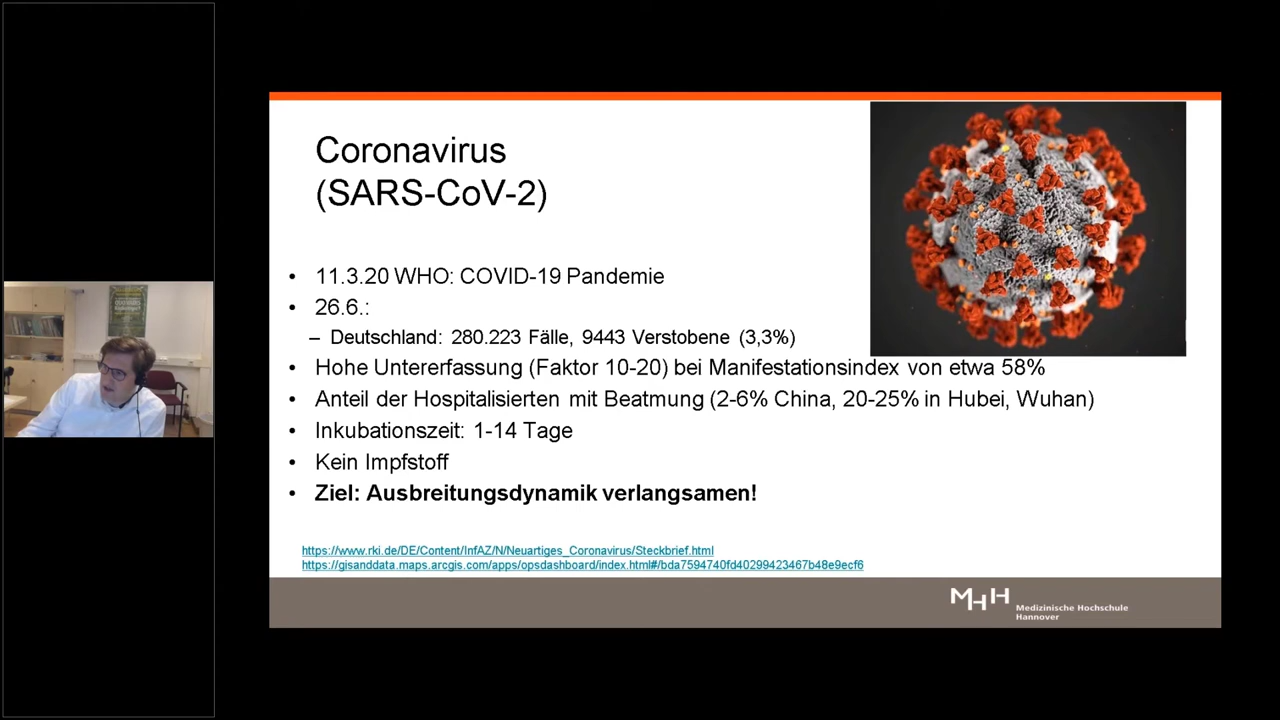 Coronavirus
(SARS-CoV-2)
• 11.3.20 WHO: COVID-19 Pandemie
• 26.6.:
– Deutschland: 280.223 Fälle, 9443 Verstobene (3,3%)
• Hohe Untererfassung (Faktor 10-20) bei Manifestationsindex von etwa 58%
• Anteil der Hospitalisierten mit Beatmung (2-6% China, 20-25% in Hubei, Wuhan)
• Inkubationszeit: 1-14 Tage
• Kein Impfstoff
• Ziel: Ausbreitungsdynamik verlangsamen!
https://www.rki.de/DE/Content/InfAZ/N/Neuartiges_Coronavirus/Steckbrief.html
https://gisanddata.maps.arcgis.com/apps/opsdashboard/index.html#/bda7594740fd40299423467b48e9ecf6
MHH Medizinische Hochschule
Hannover